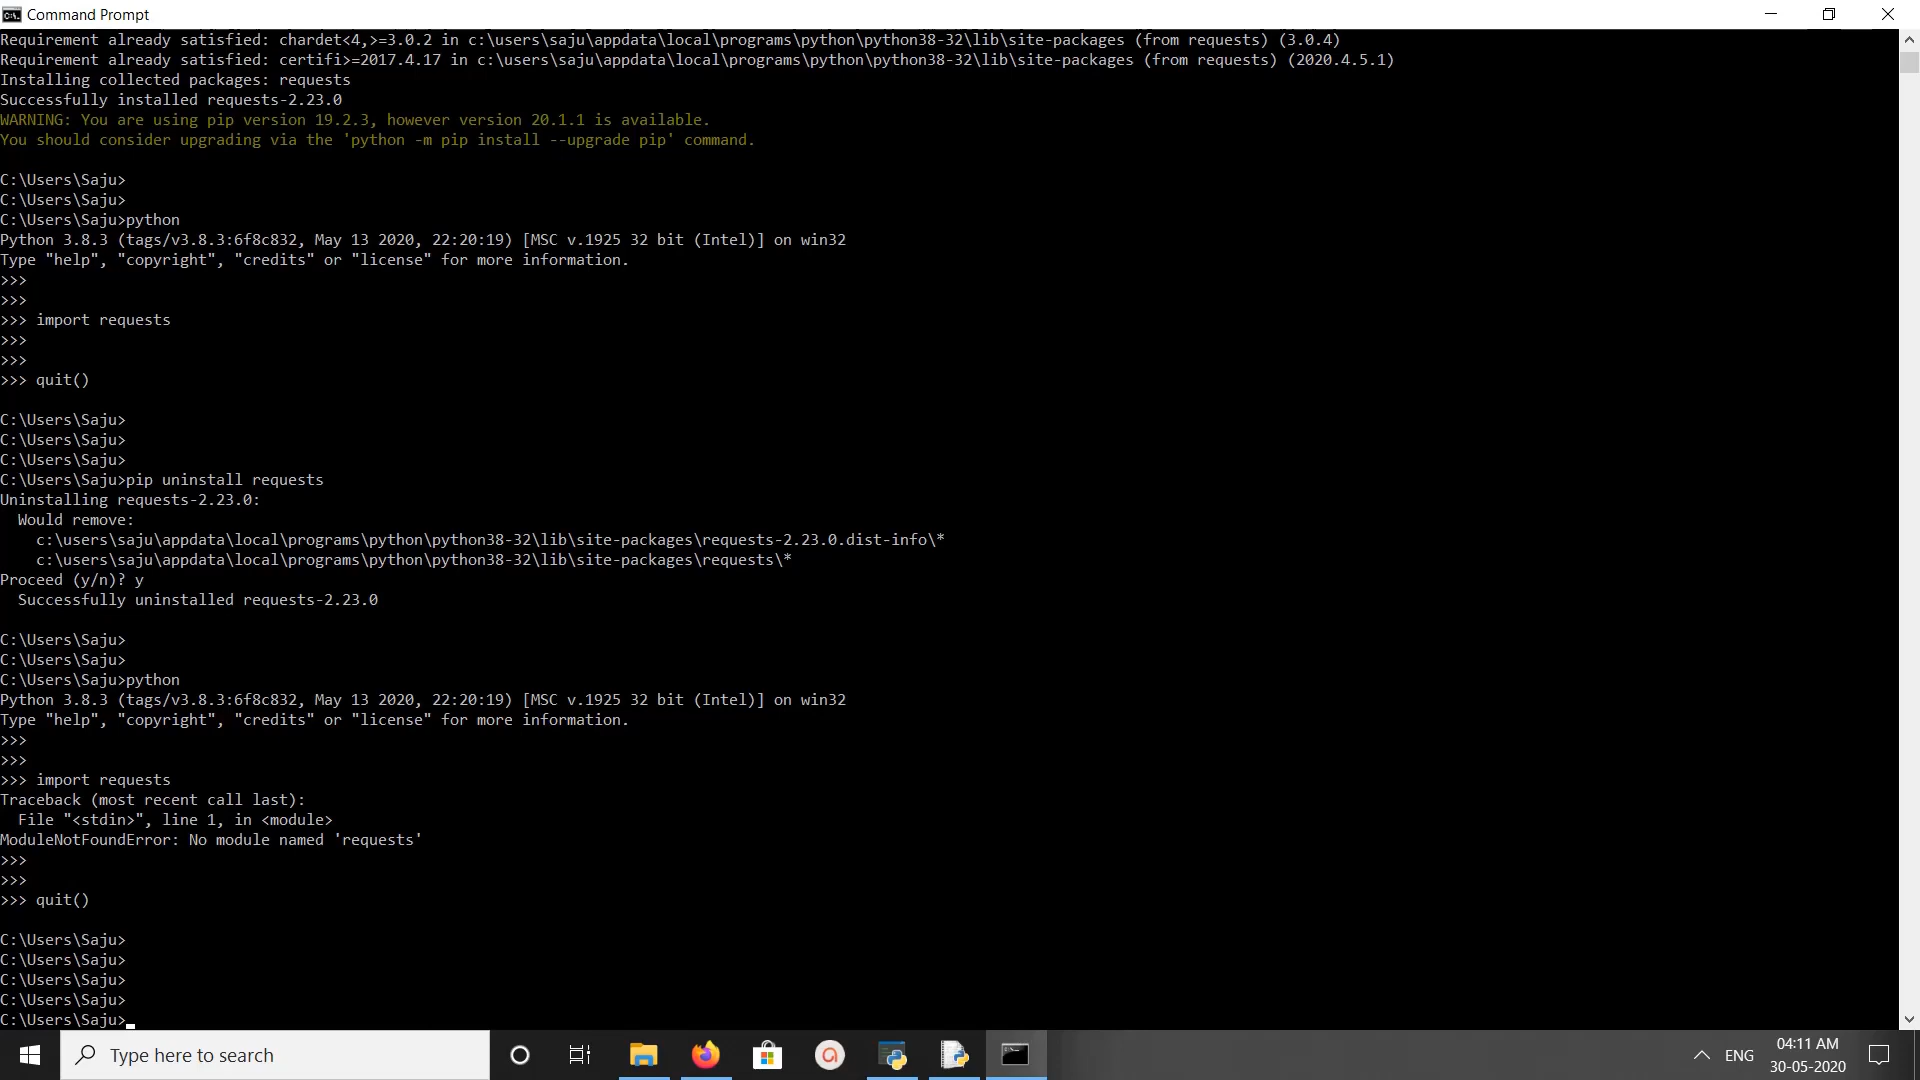 Command Prompt
Requirement already satisfied: chardet<4,>=3.0.2 in c:\users\saju\appdata\local\programs\python\python38-32\lib\site-packages (from requests) (3.0.4)
Requirement already satisfied: certifi>=2017.4.17 in c:\users\saju\appdata\local\programs\python\python38-32\lib\site-packages (from requests) (2020.4.5.1)
Installing collected packages: requests
Successfully installed requests-2.23.0
WARNING: You are using pip version 19.2.3, however version 20.1.1 is available.
You should consider upgrading via the 'python -m pip install --upgrade pip' command.
C:\Users\Saju>
C:\Users\Saju>
C:\Users\Saju>python
Python 3.8.3 (tags/v3.8.3:6f8c832, May 13 2020, 22:20:19) [MSC v.1925 32 bit (Intel)] on win32
Type "help", "copyright", "credits" or "license" for more information.
>>>
>>>
>>> import requests
>>>
>>>
>>> quit()
C:\Users\Saju>
C:\Users\Saju>
C:\Users\Saju>
C:\Users\Saju>pip uninstall requests
Uninstalling requests-2.23.0:
  Would remove:
    c:\users\saju\appdata\local\programs\python\python38-32\lib\site-packages\requests-2.23.0.dist-info\*
    c:\users\saju\appdata\local\programs\python\python38-32\lib\site-packages\requests\*
Proceed (y/n)? y
  Successfully uninstalled requests-2.23.0
C:\Users\Saju>
C:\Users\Saju>
C:\Users\Saju>python
Python 3.8.3 (tags/v3.8.3:6f8c832, May 13 2020, 22:20:19) [MSC v.1925 32 bit (Intel)] on win32
Type "help", "copyright", "credits" or "license" for more information.
>>>
>>>
>>> import requests
Traceback (most recent call last):
  File "<stdin>", line 1, in <module>
ModuleNotFoundError: No module named 'requests'
>>>
>>>
>>> quit()
C:\Users\Saju>
C:\Users\Saju>
C:\Users\Saju>
C:\Users\Saju>
C:\Users\Saju>
Type here to search
ENG
04:11 AM
30-05-2020